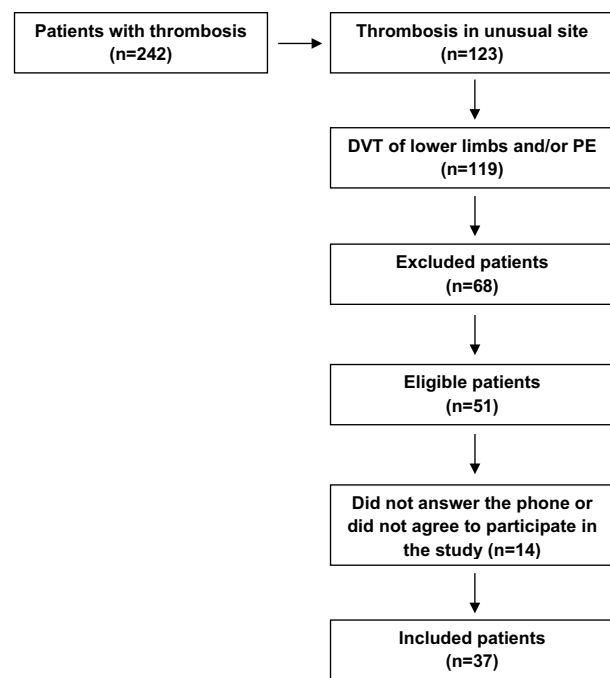 Patients with thrombosis
(n=242)
Thrombosis in unusual site
(n=123)
DVT of lower limbs and/or PE
(n=119)
Excluded patients
(n=68)
Eligible patients
(n=51)
Did not answer the phone or
did not agree to participate in
the study (n=14)
Included patients
(n=37)